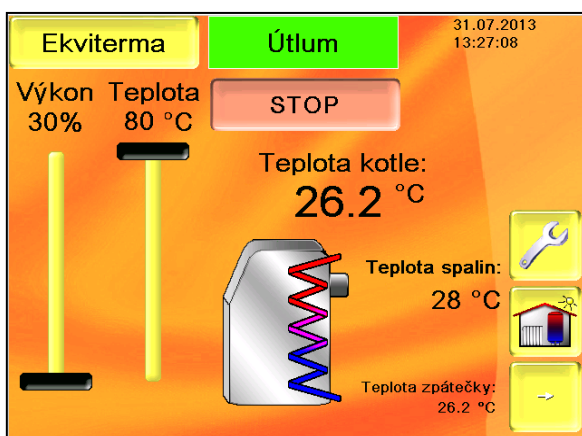 Ekviterma
Útlum
31.07.2013
13:27:08
Výkon
30%
Teplota
80 °C
STOP
Teplota kotle:
26.2 °C
Teplota spalin:
28 °C
Teplota zpátečky:
26.2 °C